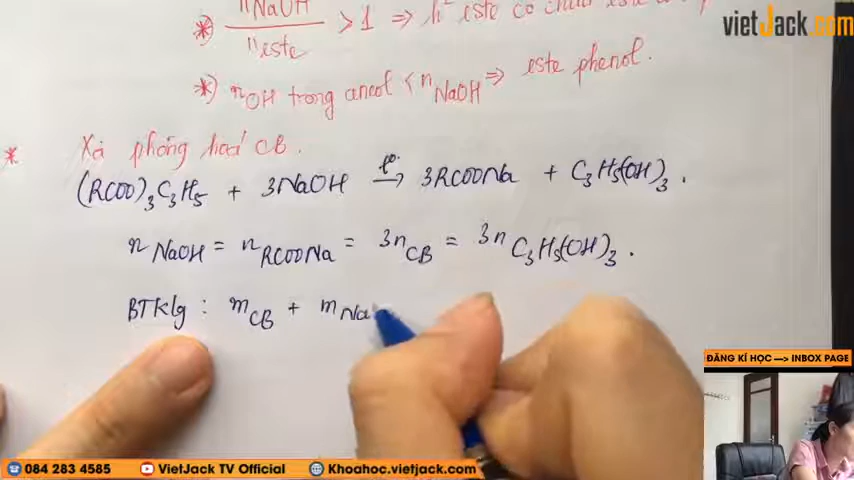 vietJack.com
*) nNaOH / neste > 1 => h² este có chứa este
*) nOH trong ancol < nNaOH => este phenol.
* Xà phòng hoá CB.
(RCOO)3C3H5 + 3NaOH t°→ 3RCOONa + C3H5(OH)3.
nNaOH = nRCOONa = 3nCB = 3nC3H5(OH)3.
BTKlg : mCB + mNa
ĐĂNG KÍ HỌC —> INBOX PAGE
084 283 4585 VietJack TV Official Khoahoc.vietjack.com